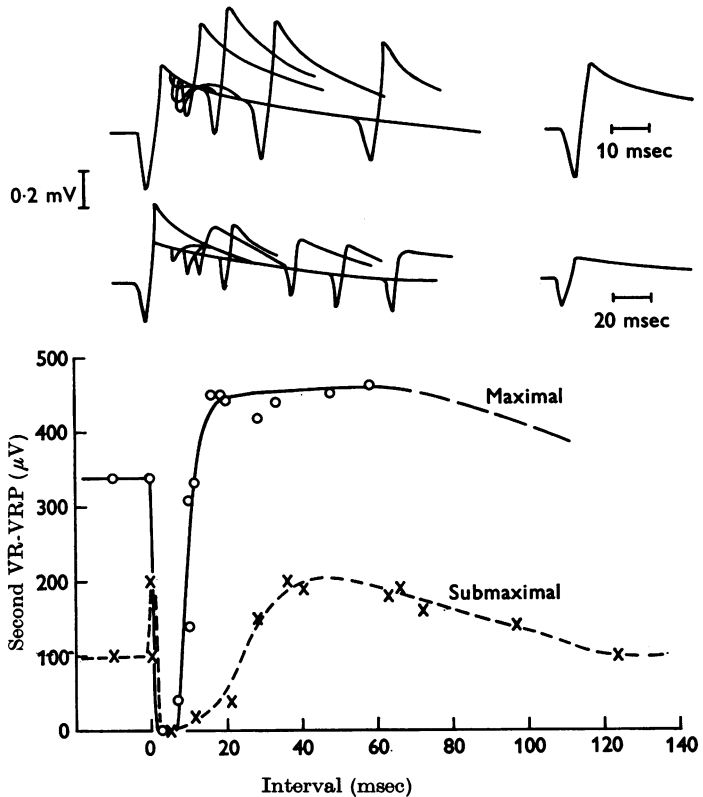 10 msec
0·2 mV
20 msec
500
400
300
200
100
0
Second VR-VRP (μV)
Maximal
Submaximal
0 20 40 60 80 100 120 140
Interval (msec)